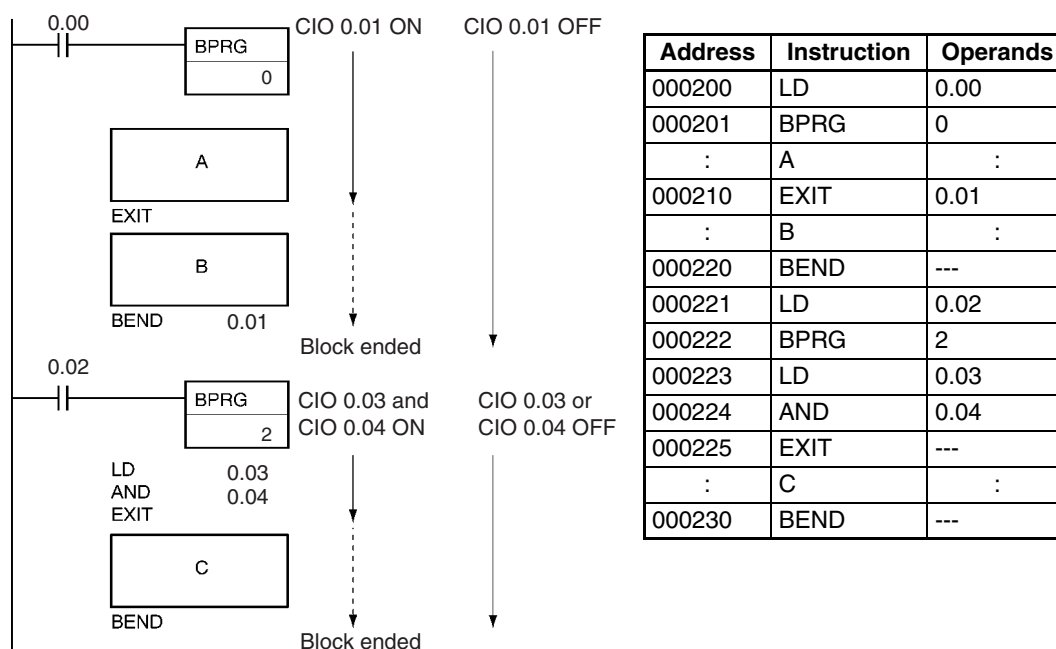 0.00
CIO 0.01 ON
CIO 0.01 OFF
BPRG
0
A
EXIT
B
BEND 0.01
Block ended
0.02
BPRG
2
CIO 0.03 and
CIO 0.04 ON
CIO 0.03 or
CIO 0.04 OFF
LD 0.03
AND 0.04
EXIT
C
BEND
Block ended
Address Instruction Operands
000200 LD 0.00
000201 BPRG 0
: A :
000210 EXIT 0.01
: B :
000220 BEND ---
000221 LD 0.02
000222 BPRG 2
000223 LD 0.03
000224 AND 0.04
000225 EXIT ---
: C :
000230 BEND ---